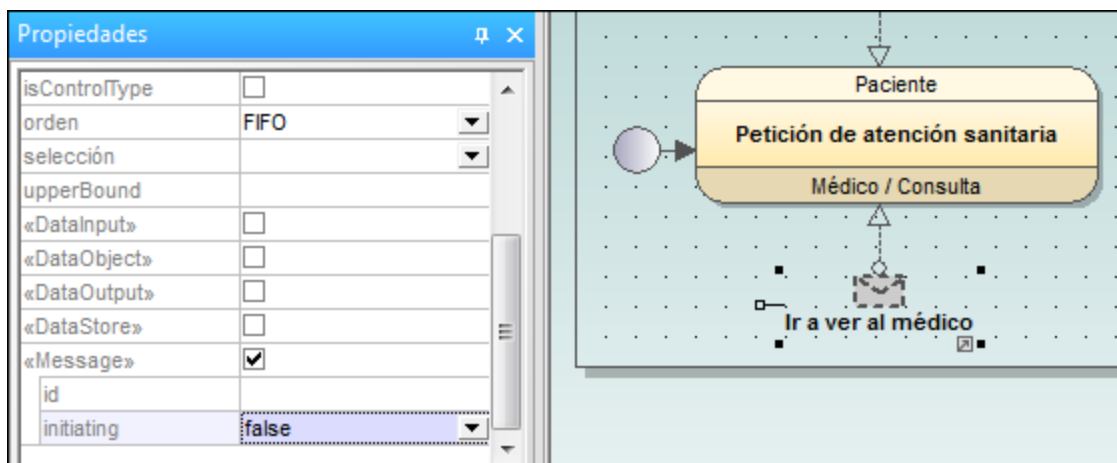 Propiedades
isControlType
orden FIFO
selección
upperBound
«DataInput»
«DataObject»
«DataOutput»
«DataStore»
«Message»
id
initiating false
Paciente
Petición de atención sanitaria
Médico / Consulta
Ir a ver al médico